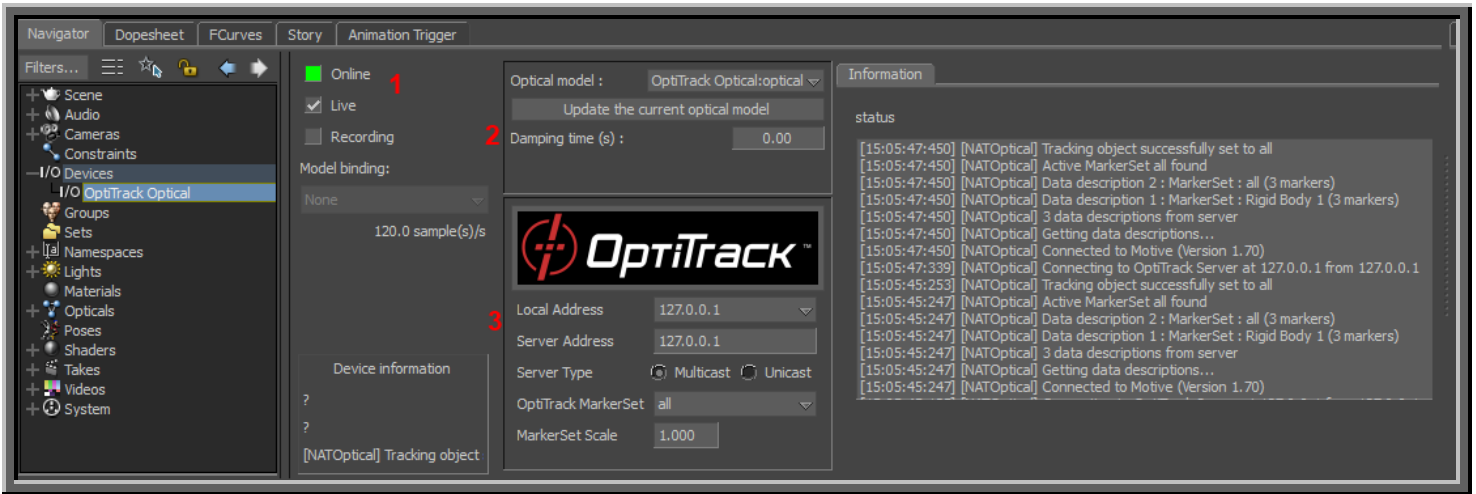 Navigator Dopesheet FCurves Story Animation Trigger
Filters...
Scene
Audio
Cameras
Constraints
I/O Devices
I/O OptiTrack Optical
Groups
Sets
Namespaces
Lights
Materials
Opticals
Poses
Shaders
Takes
Videos
System
Online
1
Live
Recording
Model binding:
None
120.0 sample(s)/s
Device information
?
?
[NATOptical] Tracking object
Optical model : OptiTrack Optical:optical
Update the current optical model
2
Damping time (s) : 0.00
OptiTrack ™
3
Local Address 127.0.0.1
Server Address 127.0.0.1
Server Type Multicast Unicast
OptiTrack MarkerSet all
MarkerSet Scale 1.000
Information
status
[15:05:47:450] [NATOptical] Tracking object successfully set to all
[15:05:47:450] [NATOptical] Active MarkerSet all found
[15:05:47:450] [NATOptical] Data description 2 : MarkerSet : all (3 markers)
[15:05:47:450] [NATOptical] Data description 1 : MarkerSet : Rigid Body 1 (3 markers)
[15:05:47:450] [NATOptical] 3 data descriptions from server
[15:05:47:450] [NATOptical] Getting data descriptions...
[15:05:47:450] [NATOptical] Connected to Motive (Version 1.70)
[15:05:47:339] [NATOptical] Connecting to OptiTrack Server at 127.0.0.1 from 127.0.0.1
[15:05:45:253] [NATOptical] Tracking object successfully set to all
[15:05:45:247] [NATOptical] Active MarkerSet all found
[15:05:45:247] [NATOptical] Data description 2 : MarkerSet : all (3 markers)
[15:05:45:247] [NATOptical] Data description 1 : MarkerSet : Rigid Body 1 (3 markers)
[15:05:45:247] [NATOptical] 3 data descriptions from server
[15:05:45:247] [NATOptical] Getting data descriptions...
[15:05:45:247] [NATOptical] Connected to Motive (Version 1.70)